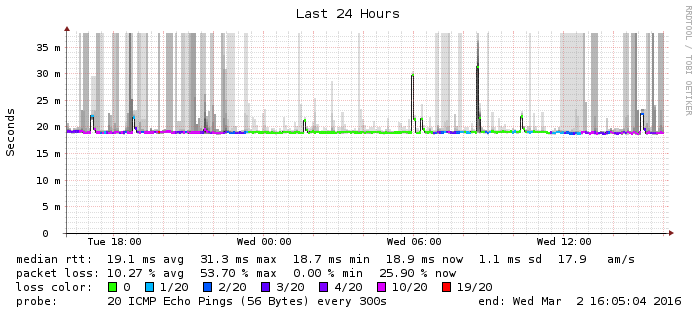 Last 24 Hours
RRDTOOL / TOBI OETIKER
Seconds
35 m
30 m
25 m
20 m
15 m
10 m
5 m
0
Tue 18:00 Wed 00:00 Wed 06:00 Wed 12:00
median rtt: 19.1 ms avg 31.3 ms max 18.7 ms min 18.9 ms now 1.1 ms sd 17.9 am/s
packet loss: 10.27 % avg 53.70 % max 0.00 % min 25.90 % now
loss color: 0 1/20 2/20 3/20 4/20 10/20 19/20
probe: 20 ICMP Echo Pings (56 Bytes) every 300s end: Wed Mar 2 16:05:04 2016